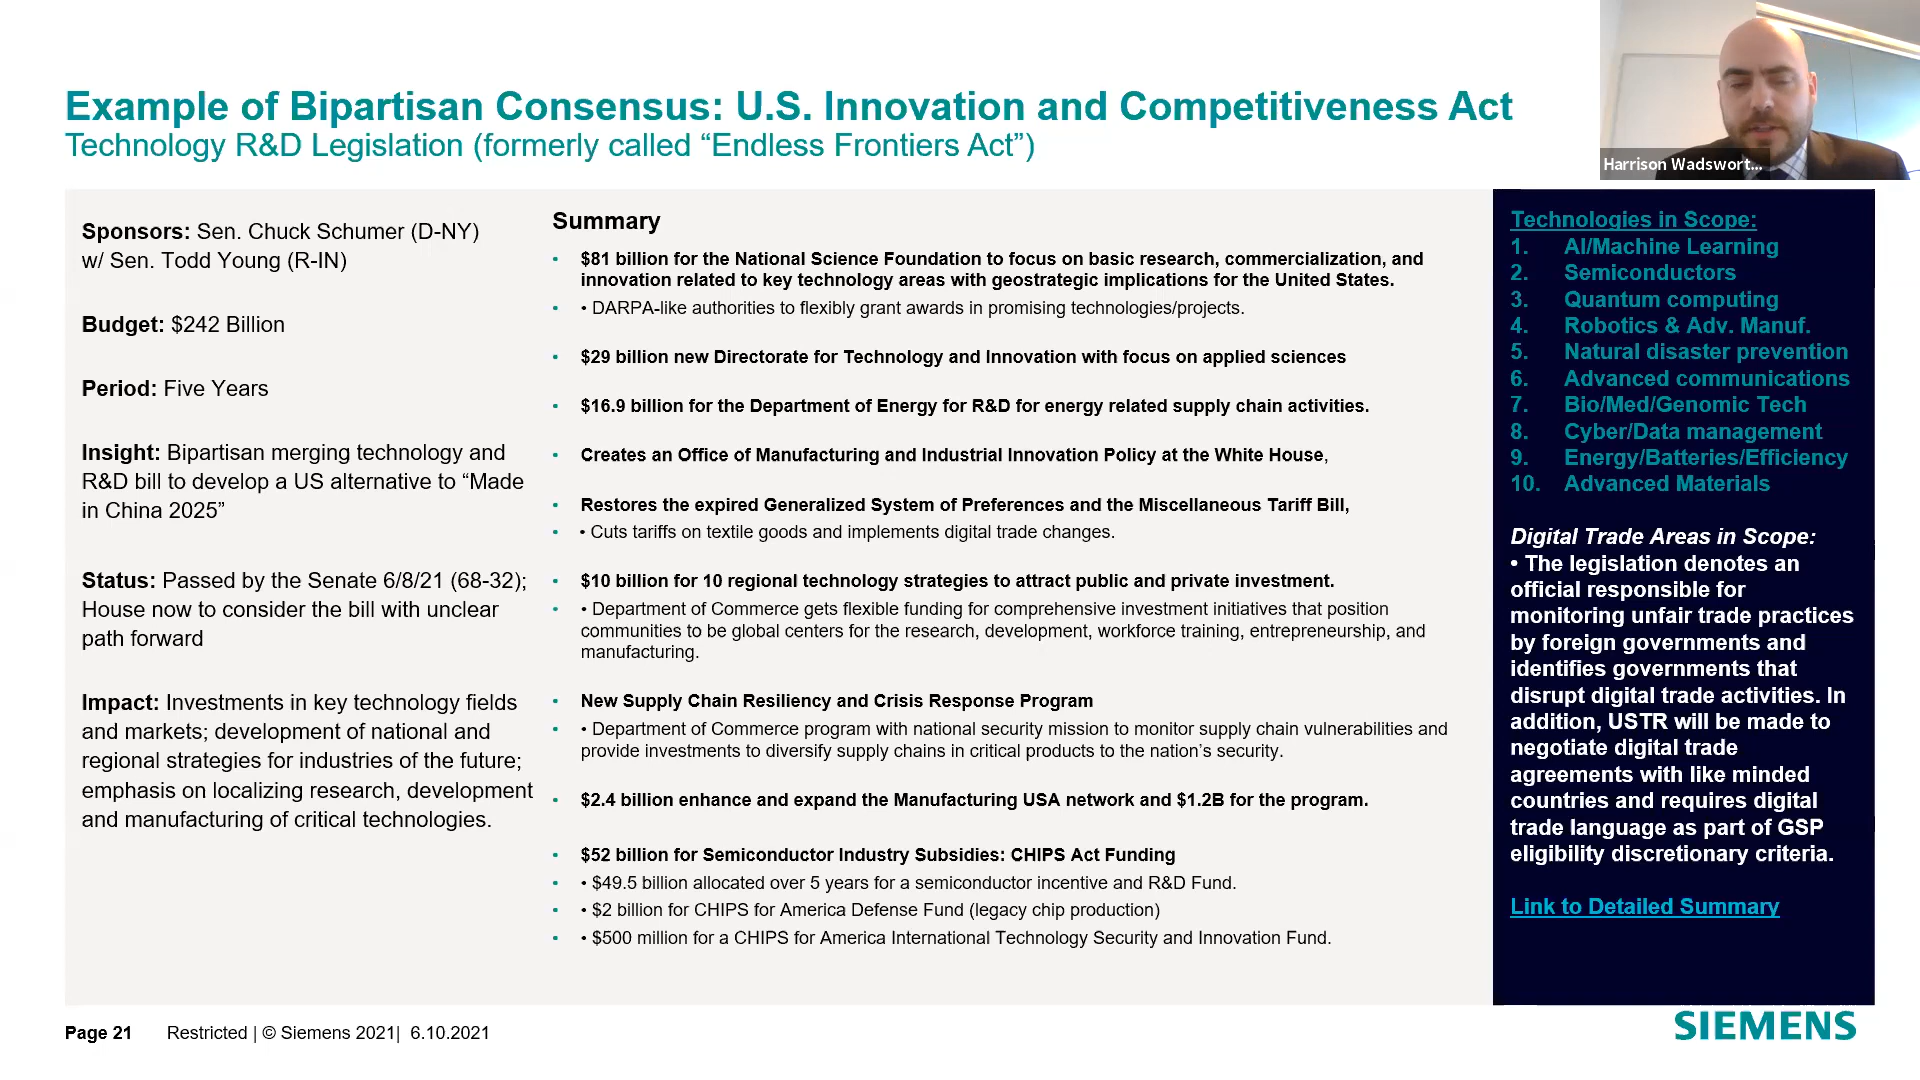 Example of Bipartisan Consensus: U.S. Innovation and Competitiveness Act
Technology R&D Legislation (formerly called “Endless Frontiers Act”)
Harrison Wadswort...
Sponsors: Sen. Chuck Schumer (D-NY)
w/ Sen. Todd Young (R-IN)
Budget: $242 Billion
Period: Five Years
Insight: Bipartisan merging technology and
R&D bill to develop a US alternative to “Made
in China 2025”
Status: Passed by the Senate 6/8/21 (68-32);
House now to consider the bill with unclear
path forward
Impact: Investments in key technology fields
and markets; development of national and
regional strategies for industries of the future;
emphasis on localizing research, development
and manufacturing of critical technologies.
Summary
• $81 billion for the National Science Foundation to focus on basic research, commercialization, and
innovation related to key technology areas with geostrategic implications for the United States.
• • DARPA-like authorities to flexibly grant awards in promising technologies/projects.
• $29 billion new Directorate for Technology and Innovation with focus on applied sciences
• $16.9 billion for the Department of Energy for R&D for energy related supply chain activities.
• Creates an Office of Manufacturing and Industrial Innovation Policy at the White House,
• Restores the expired Generalized System of Preferences and the Miscellaneous Tariff Bill,
• • Cuts tariffs on textile goods and implements digital trade changes.
• $10 billion for 10 regional technology strategies to attract public and private investment.
• • Department of Commerce gets flexible funding for comprehensive investment initiatives that position
communities to be global centers for the research, development, workforce training, entrepreneurship, and
manufacturing.
• New Supply Chain Resiliency and Crisis Response Program
• • Department of Commerce program with national security mission to monitor supply chain vulnerabilities and
provide investments to diversify supply chains in critical products to the nation’s security.
• $2.4 billion enhance and expand the Manufacturing USA network and $1.2B for the program.
• $52 billion for Semiconductor Industry Subsidies: CHIPS Act Funding
• • $49.5 billion allocated over 5 years for a semiconductor incentive and R&D Fund.
• • $2 billion for CHIPS for America Defense Fund (legacy chip production)
• • $500 million for a CHIPS for America International Technology Security and Innovation Fund.
Technologies in Scope:
1. AI/Machine Learning
2. Semiconductors
3. Quantum computing
4. Robotics & Adv. Manuf.
5. Natural disaster prevention
6. Advanced communications
7. Bio/Med/Genomic Tech
8. Cyber/Data management
9. Energy/Batteries/Efficiency
10. Advanced Materials
Digital Trade Areas in Scope:
• The legislation denotes an
official responsible for
monitoring unfair trade practices
by foreign governments and
identifies governments that
disrupt digital trade activities. In
addition, USTR will be made to
negotiate digital trade
agreements with like minded
countries and requires digital
trade language as part of GSP
eligibility discretionary criteria.
Link to Detailed Summary
Page 21 Restricted | © Siemens 2021| 6.10.2021
SIEMENS